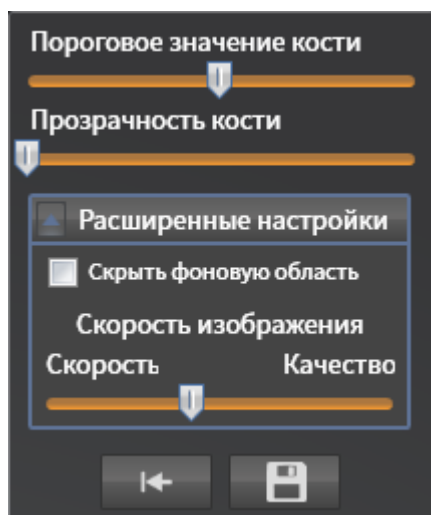 Пороговое значение кости
Прозрачность кости
Расширенные настройки
Скрыть фоновую область
Скорость изображения
Скорость Качество